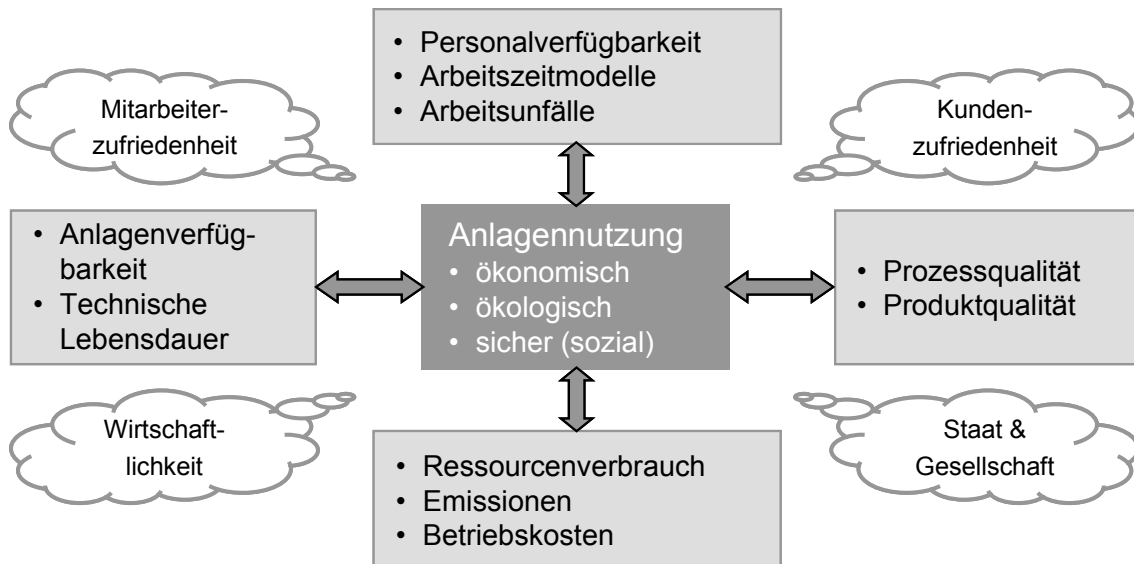 • Personalverfügbarkeit
• Arbeitszeitmodelle
• Arbeitsunfälle
Mitarbeiter-
zufriedenheit
Kunden-
zufriedenheit
• Anlagenverfüg-
barkeit
• Technische
Lebensdauer
Anlagennutzung
• ökonomisch
• ökologisch
• sicher (sozial)
• Prozessqualität
• Produktqualität
Wirtschaft-
lichkeit
Staat &
Gesellschaft
• Ressourcenverbrauch
• Emissionen
• Betriebskosten